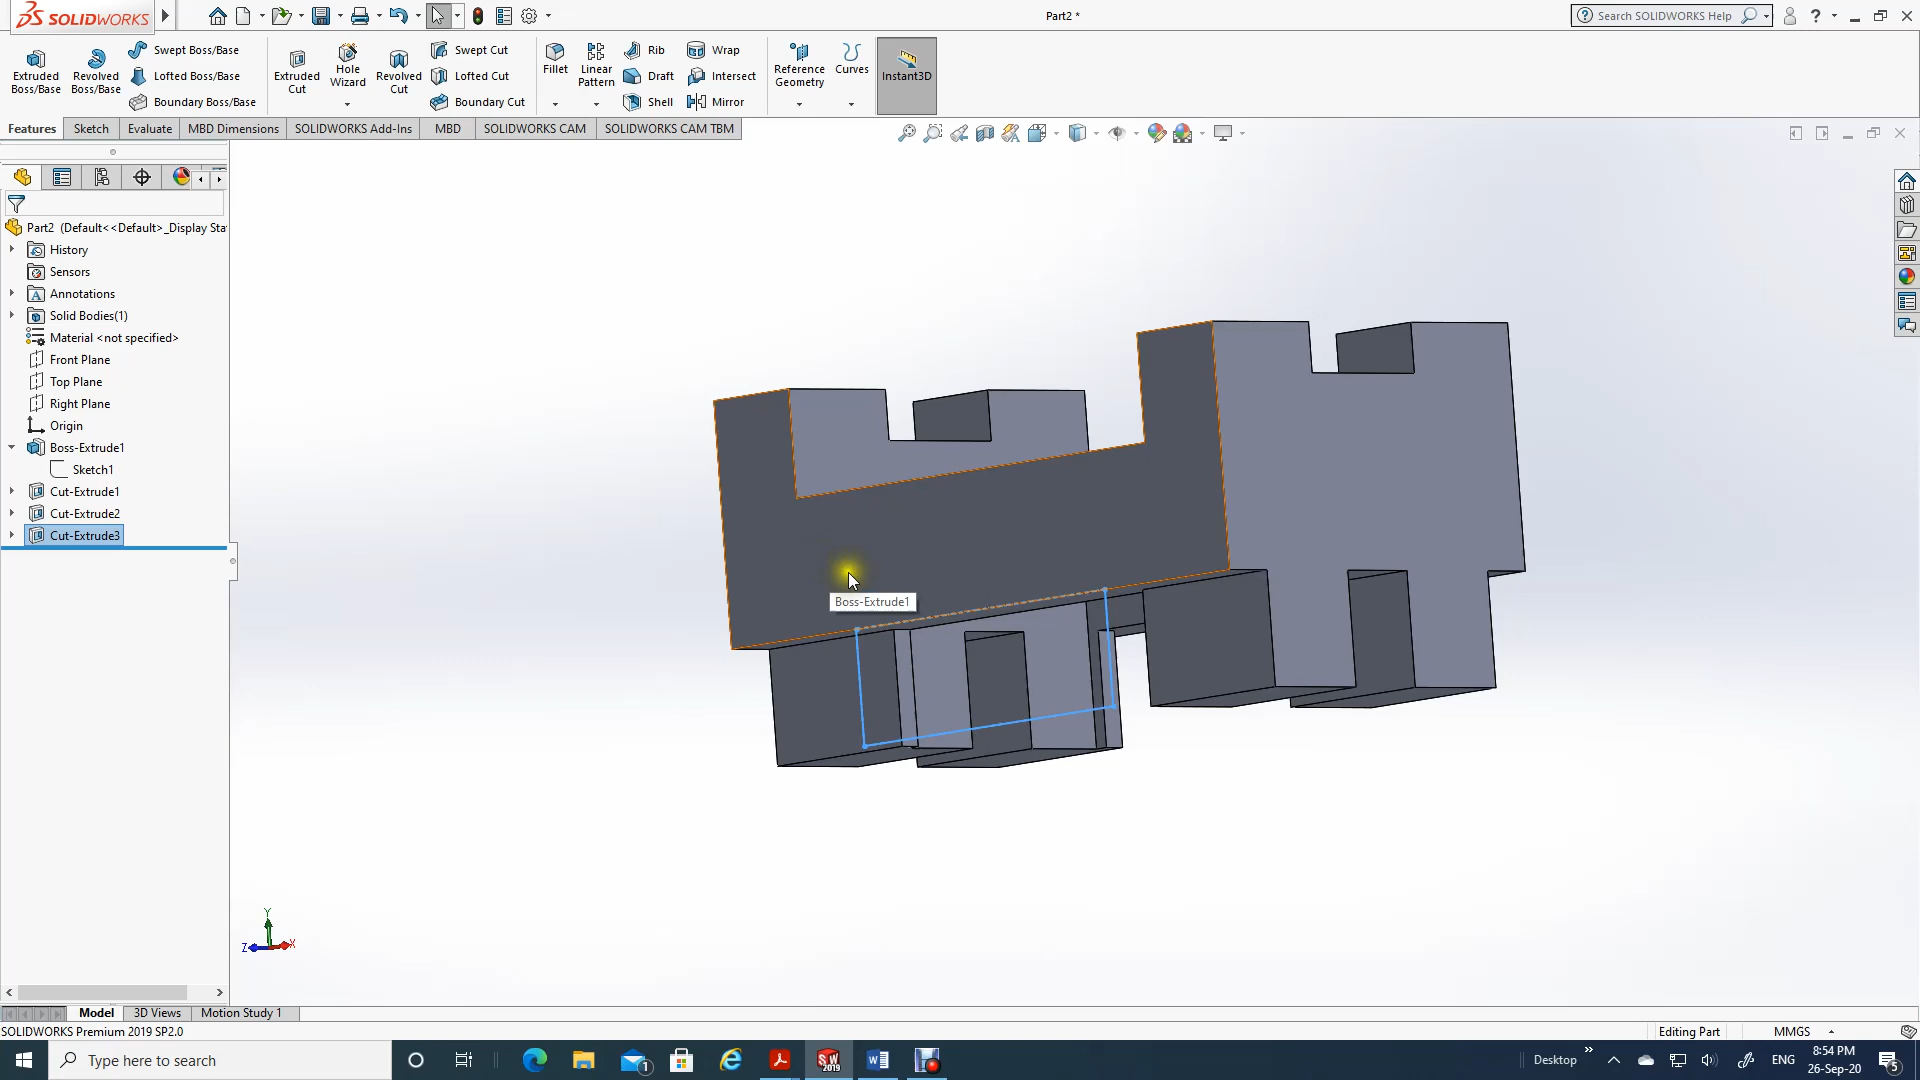 SOLIDWORKS
Part2 *
Search SOLIDWORKS Help
Extruded Boss/Base
Revolved Boss/Base
Swept Boss/Base
Lofted Boss/Base
Boundary Boss/Base
Extruded Cut
Hole Wizard
Revolved Cut
Swept Cut
Lofted Cut
Boundary Cut
Fillet
Linear Pattern
Rib
Draft
Shell
Wrap
Intersect
Mirror
Reference Geometry
Curves
Instant3D
Features
Sketch
Evaluate
MBD Dimensions
SOLIDWORKS Add-Ins
MBD
SOLIDWORKS CAM
SOLIDWORKS CAM TBM
Part2 (Default<<Default>_Display Sta
History
Sensors
Annotations
Solid Bodies(1)
Material <not specified>
Front Plane
Top Plane
Right Plane
Origin
Boss-Extrude1
Sketch1
Cut-Extrude1
Cut-Extrude2
Cut-Extrude3
Boss-Extrude1
Y
Z
X
Model
3D Views
Motion Study 1
SOLIDWORKS Premium 2019 SP2.0
Editing Part
MMGS
Type here to search
1
SW
2019
Desktop
ENG
8:54 PM
26-Sep-20
5